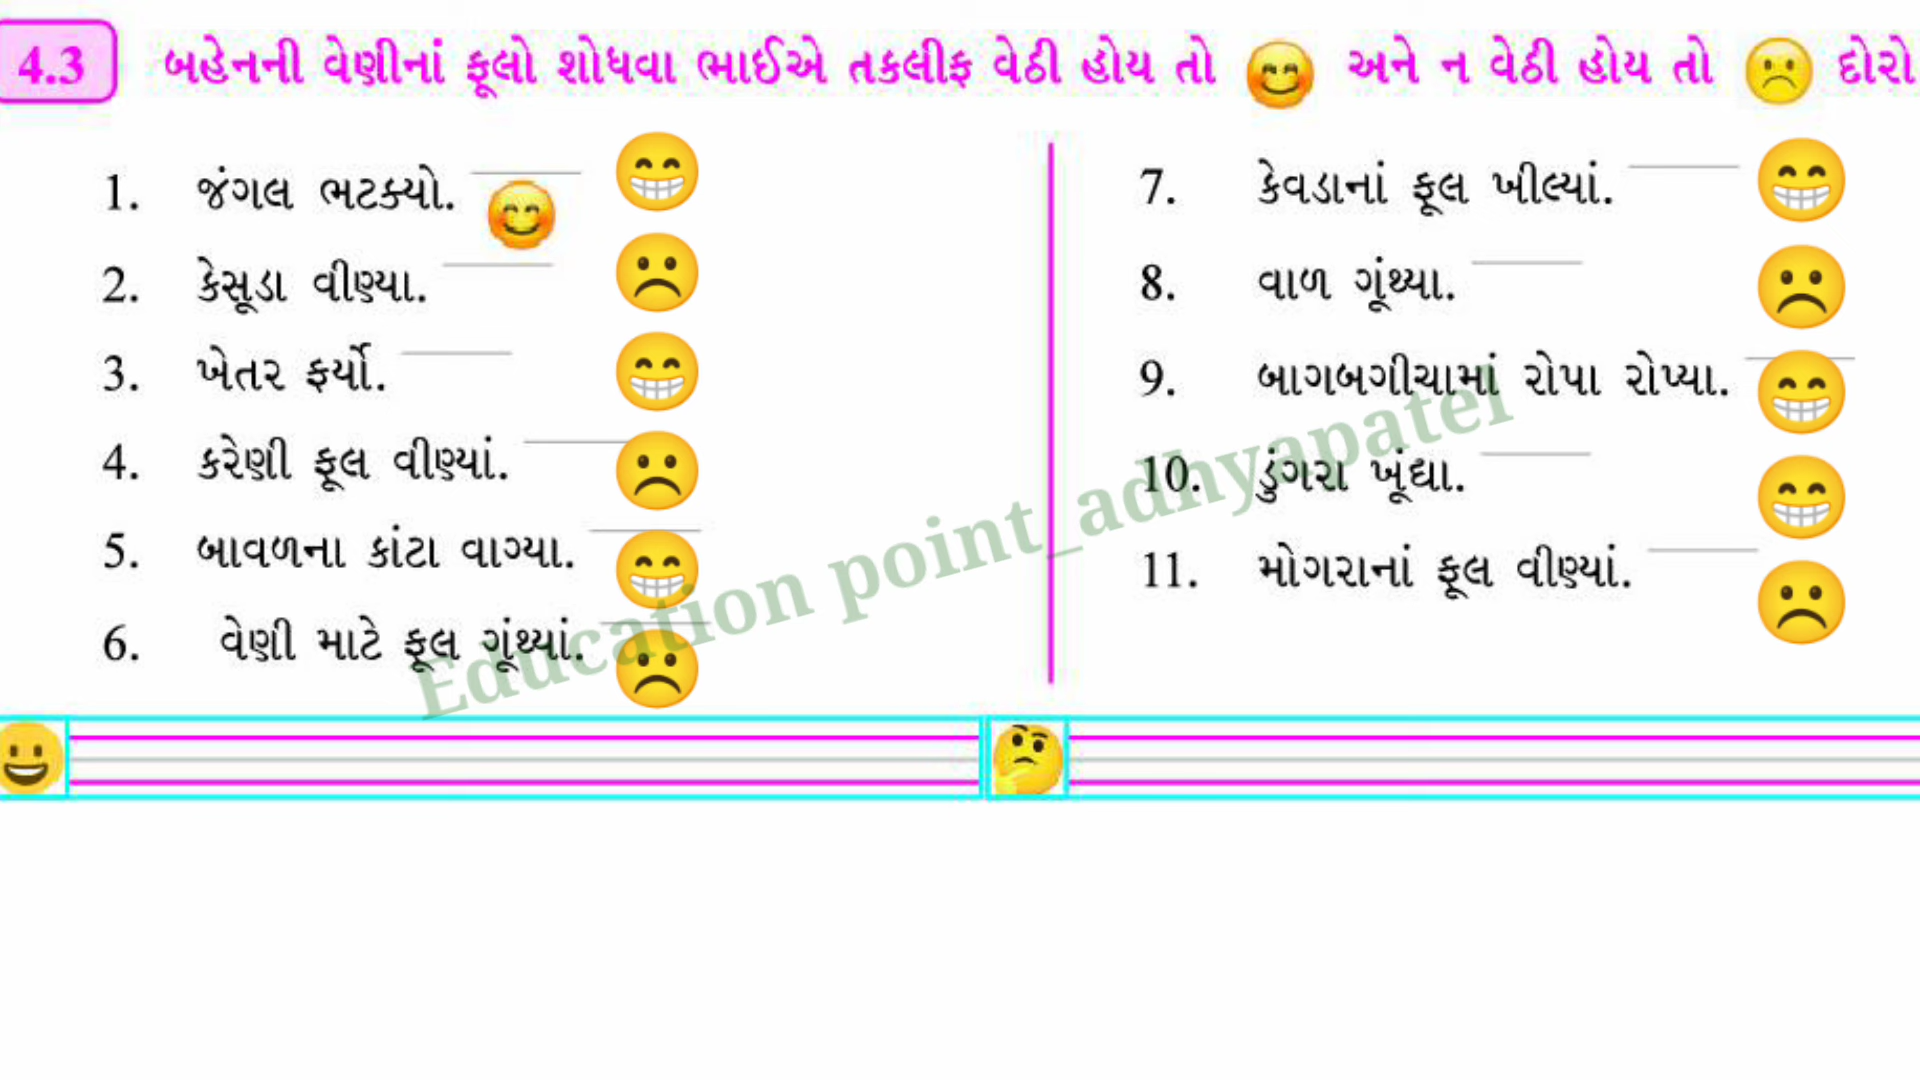 4.3 બહેનની વેણીનાં ફૂલો શોધવા ભાઈએ તકલીફ વેઠી હોય તો 😊 અને ન વેઠી હોય તો 🙁 દોરો
1. જંગલ ભટક્યો. 😊 😁
2. કેસૂડા વીણ્યા. ☹️
3. ખેતર ફર્યો. 😁
4. કરેણી ફૂલ વીણ્યાં. ☹️
5. બાવળના કાંટા વાગ્યા. 😁
6. વેણી માટે ફૂલ ગૂંથ્યાં. ☹️
7. કેવડાનાં ફૂલ ખીલ્યાં. 😁
8. વાળ ગૂંથ્યા. ☹️
9. બાગબગીચામાં રોપા રોપ્યા. 😁
10. ડુંગરા ખૂંદ્યા. 😁
11. મોગરાનાં ફૂલ વીણ્યાં. ☹️
Education point_adhyapatel